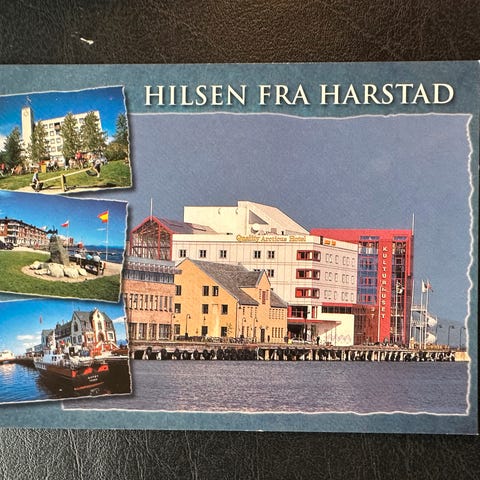 HILSEN FRA HARSTAD
Quality Arcticus Hotel
KULTURHUSET